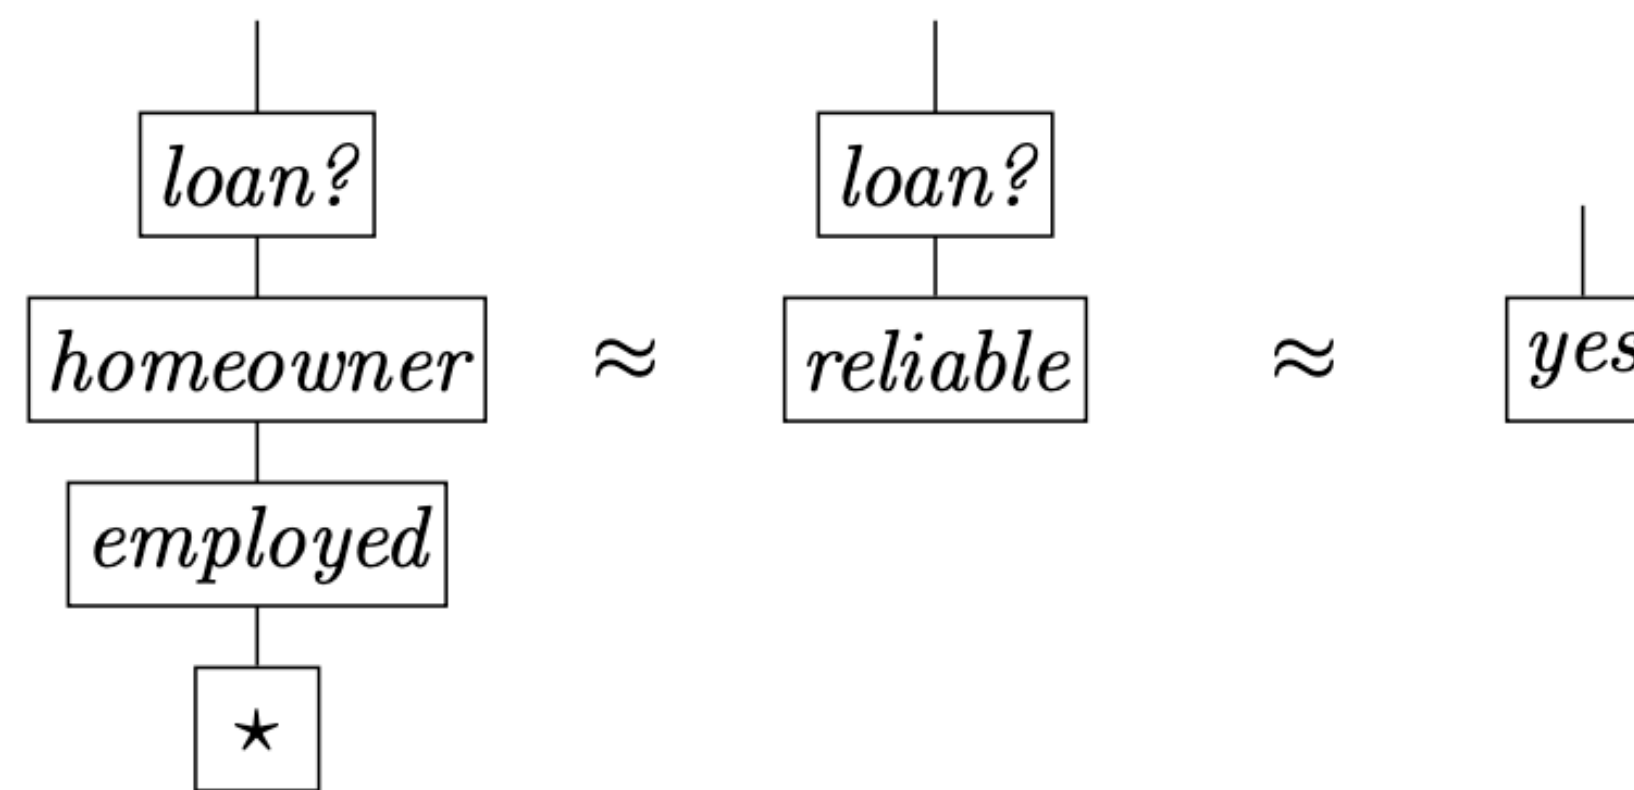 loan?
homeowner
employed
⋆
≈
loan?
reliable
≈
yes